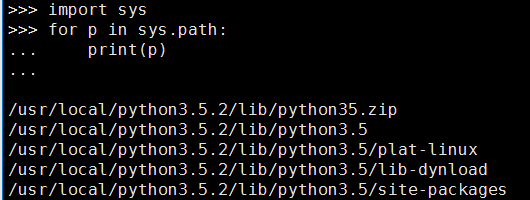 >>> import sys
>>> for p in sys.path:
...     print(p)
...
/usr/local/python3.5.2/lib/python35.zip
/usr/local/python3.5.2/lib/python3.5
/usr/local/python3.5.2/lib/python3.5/plat-linux
/usr/local/python3.5.2/lib/python3.5/lib-dynload
/usr/local/python3.5.2/lib/python3.5/site-packages